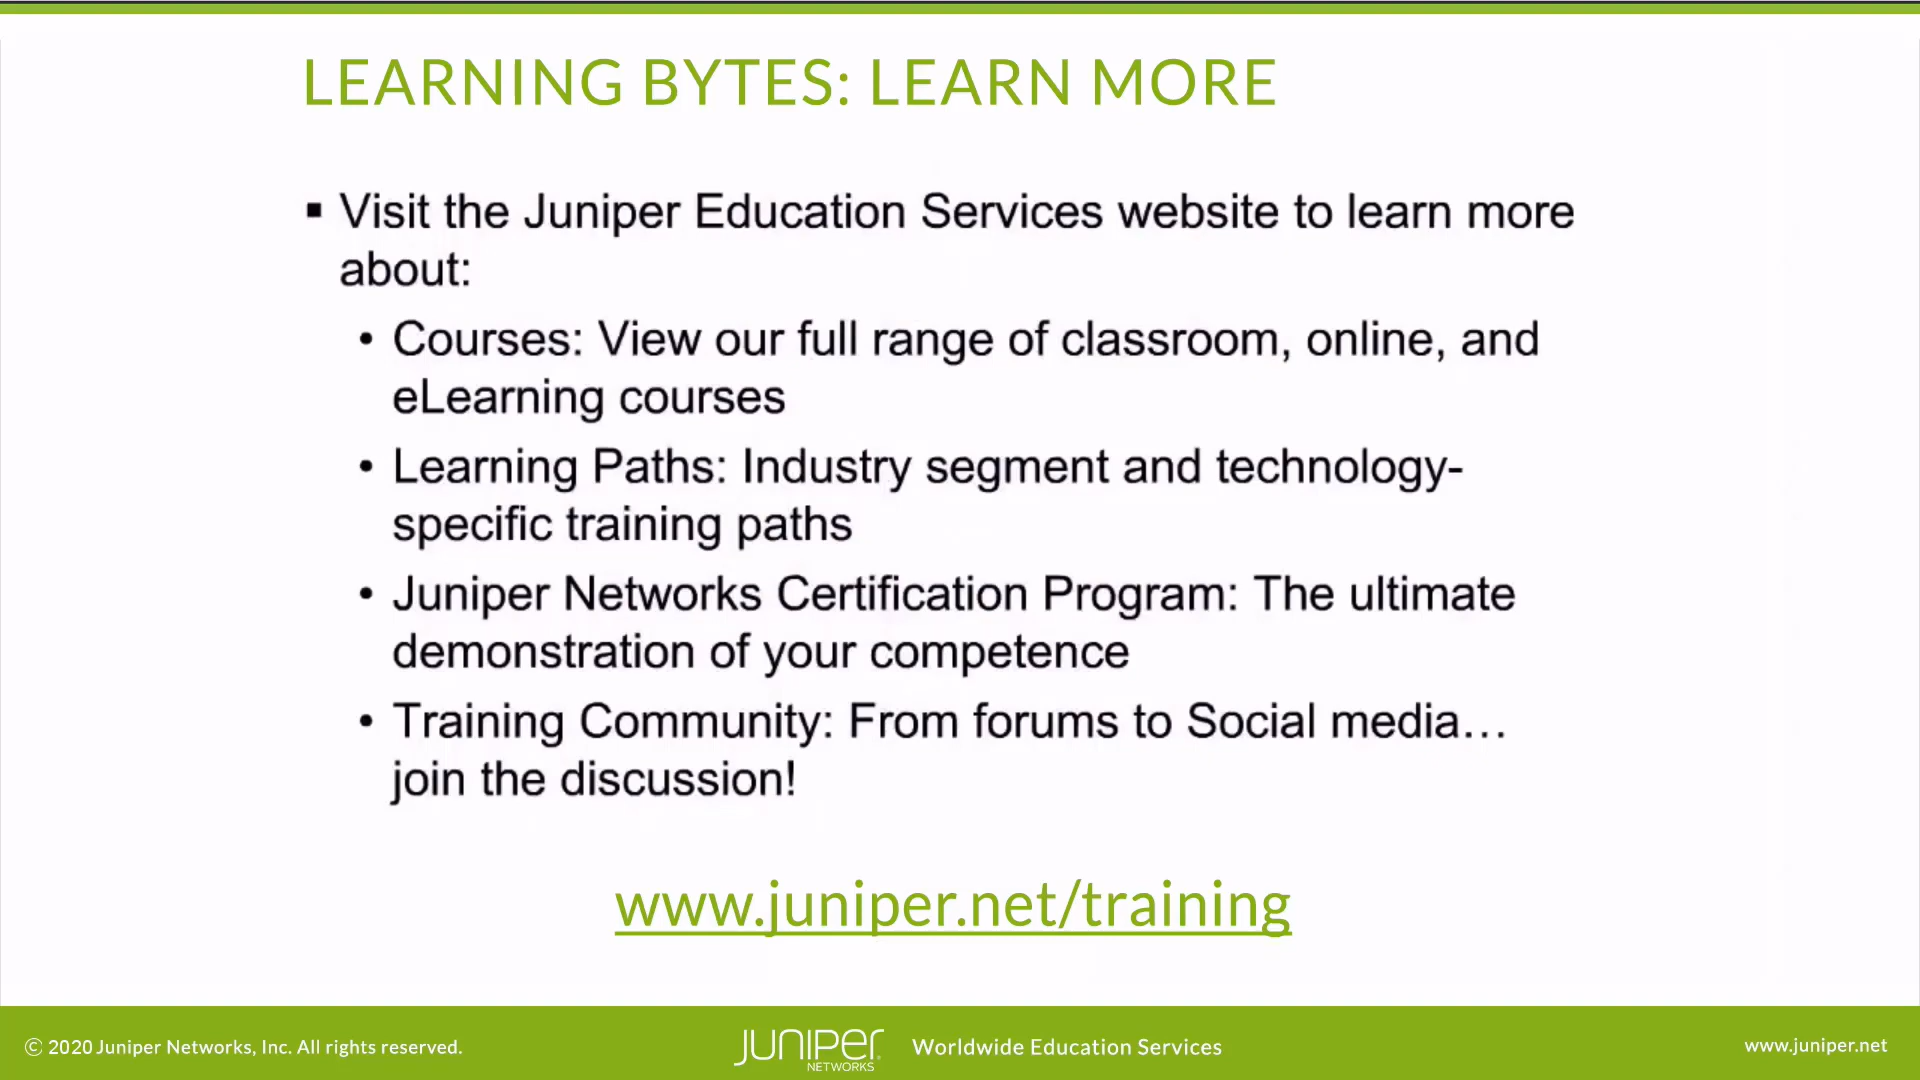 LEARNING BYTES: LEARN MORE
▪ Visit the Juniper Education Services website to learn more
about:
• Courses: View our full range of classroom, online, and
eLearning courses
• Learning Paths: Industry segment and technology-
specific training paths
• Juniper Networks Certification Program: The ultimate
demonstration of your competence
• Training Community: From forums to Social media…
join the discussion!
www.juniper.net/training
© 2020 Juniper Networks, Inc. All rights reserved.
JUNIPER
NETWORKS
Worldwide Education Services
www.juniper.net